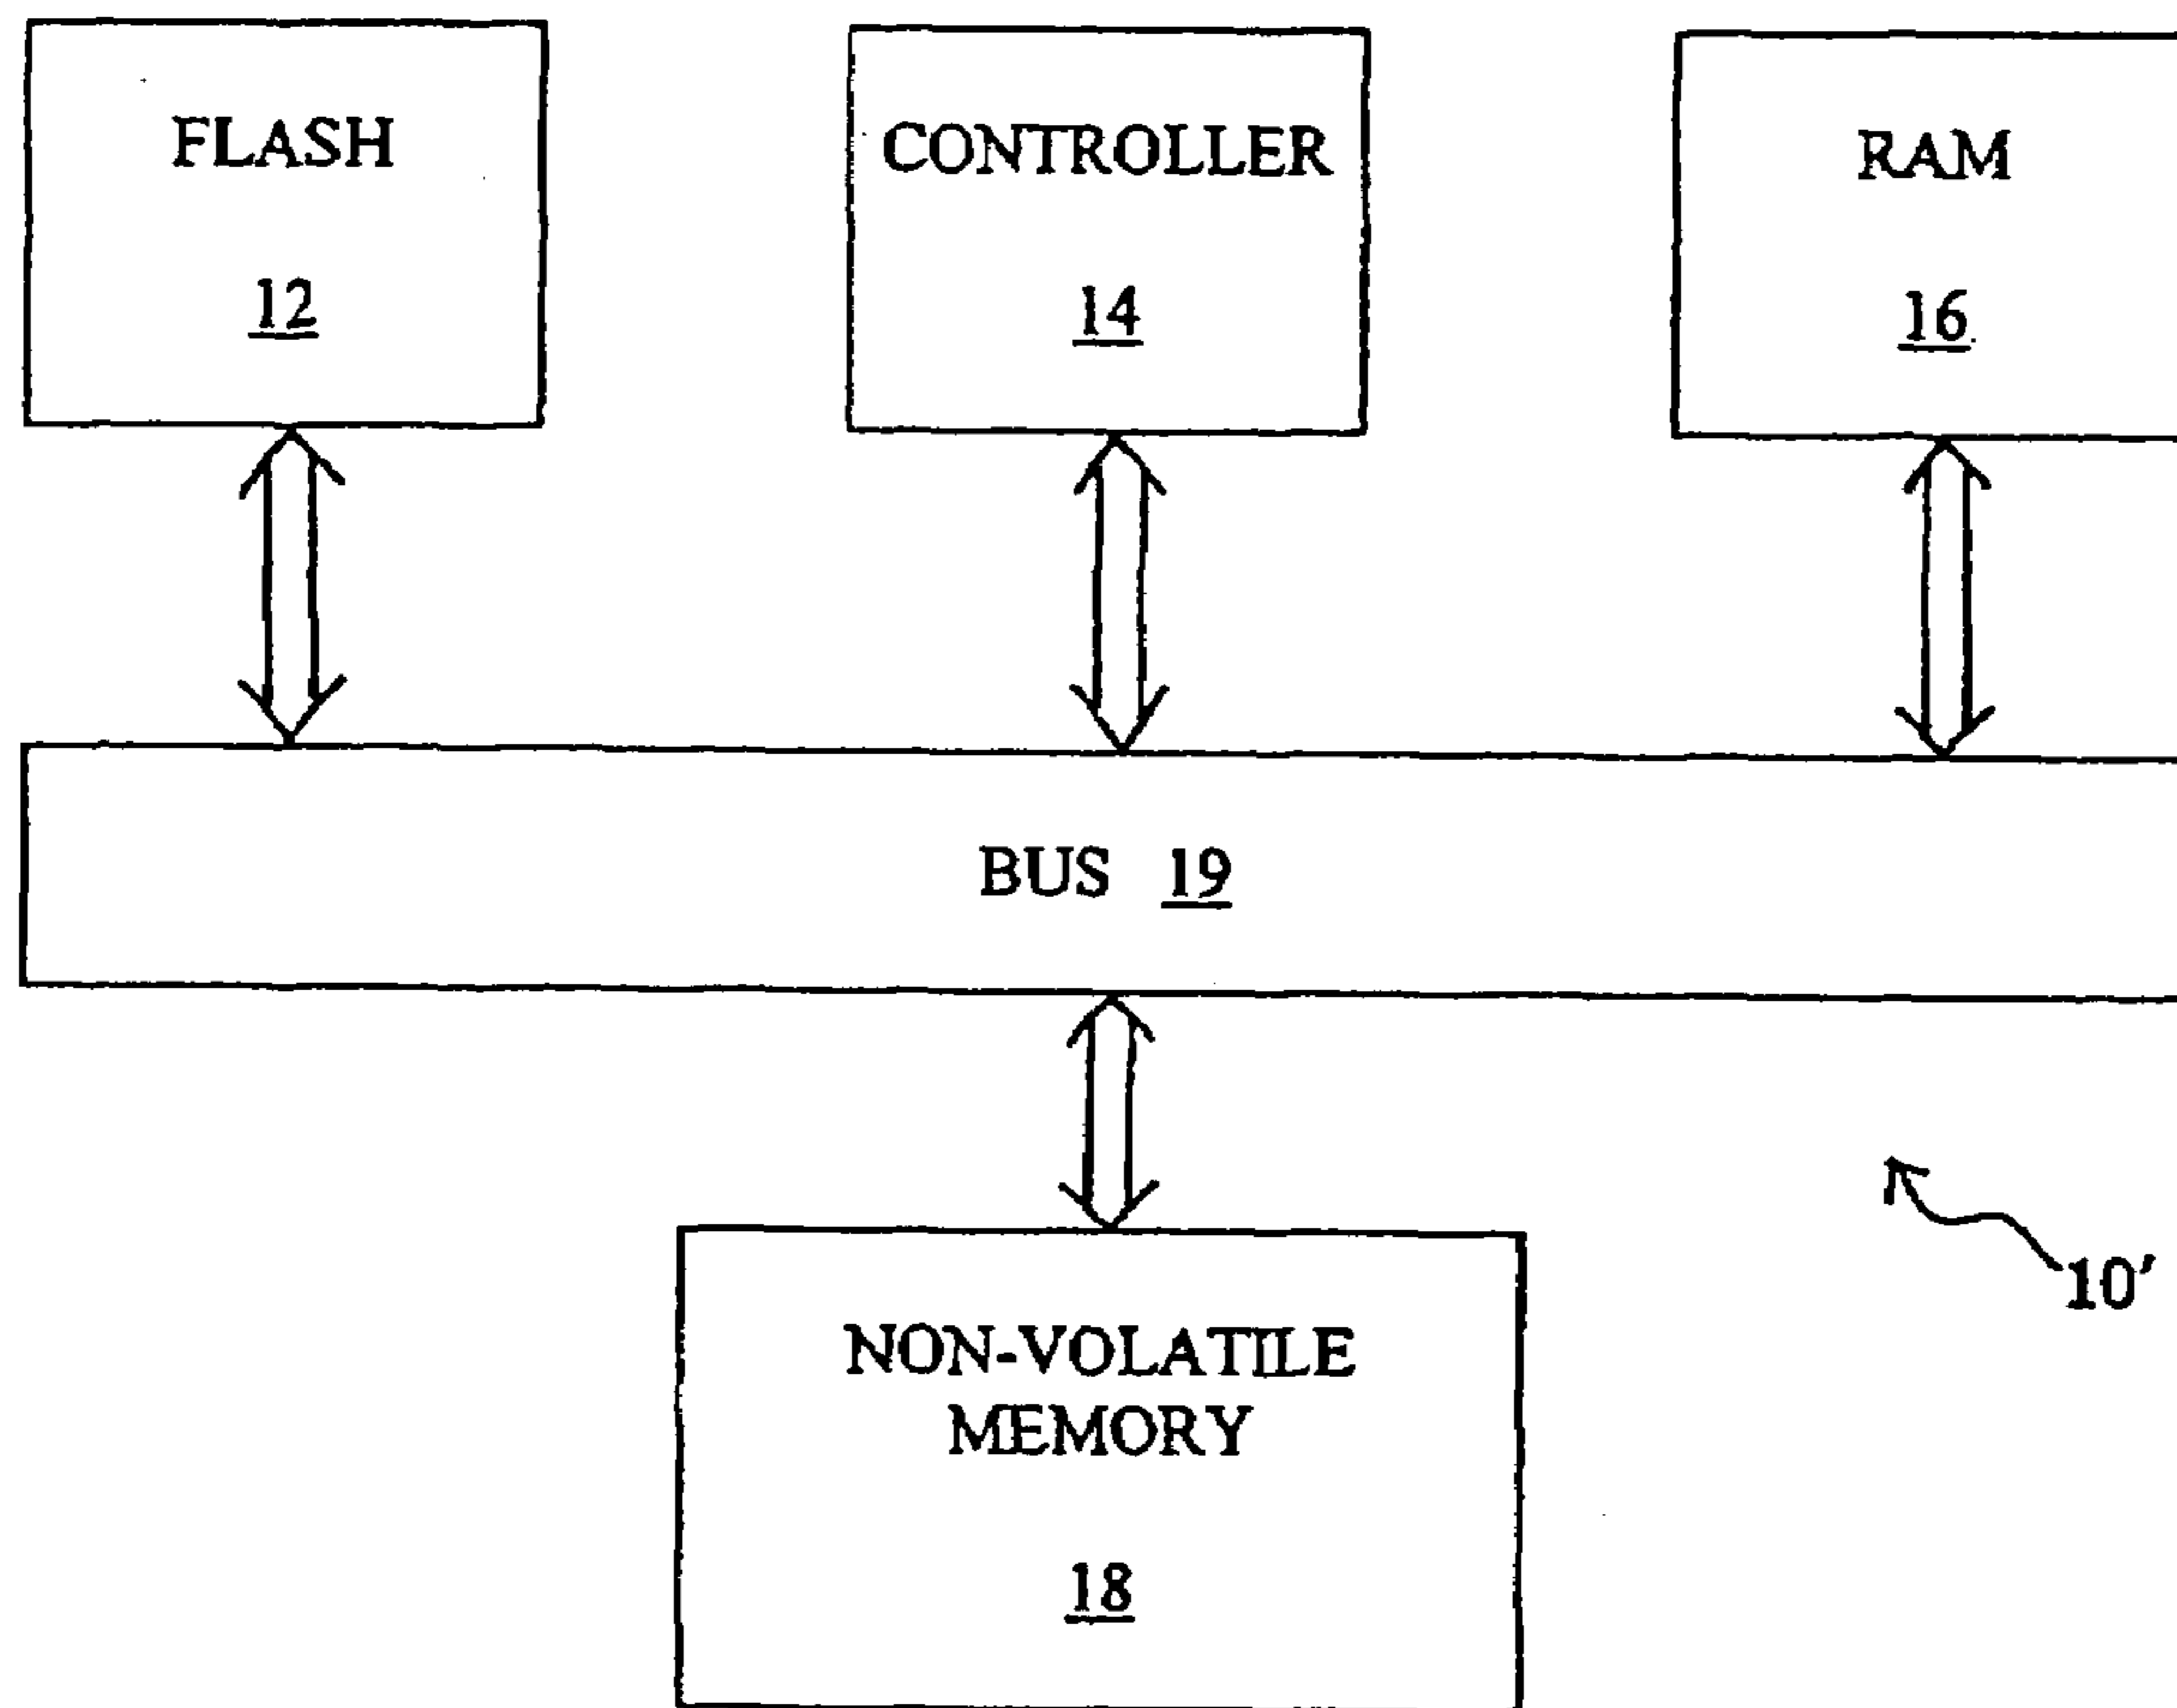 FLASH
12
CONTROLLER
14
RAM
16
BUS 19
10'
NON-VOLATILE
MEMORY
18